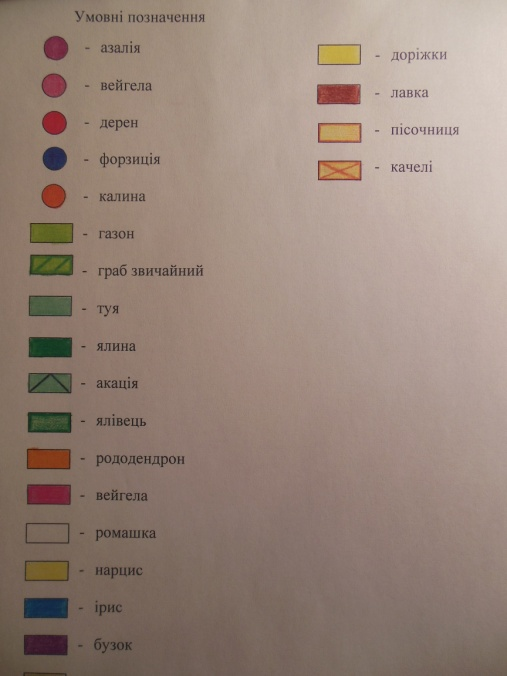 Умовні позначення
- азалія
- вейгела
- дерен
- форзиція
- калина
- газон
- граб звичайний
- туя
- ялина
- акація
- ялівець
- рододендрон
- вейгела
- ромашка
- нарцис
- ірис
- бузок
- доріжки
- лавка
- пісочниця
- качелі